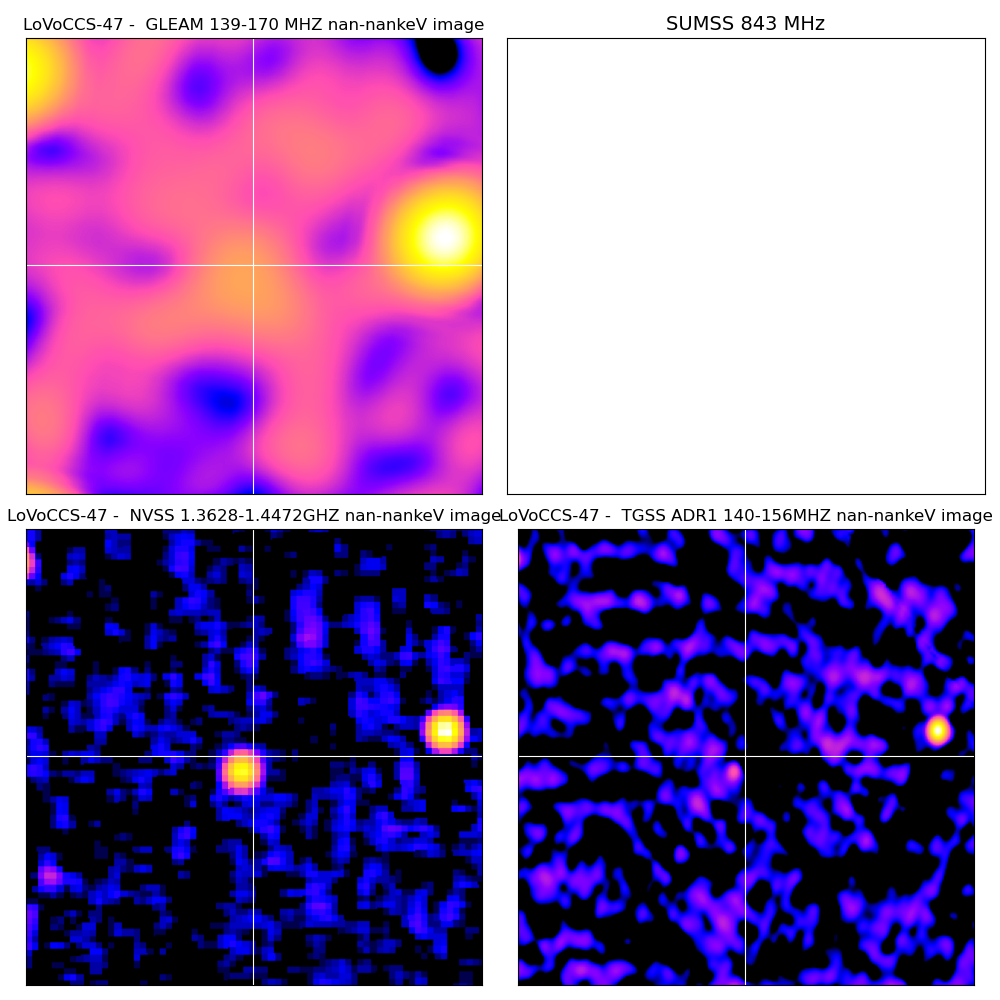 LoVoCCS-47 -  GLEAM 139-170 MHZ nan-nankeV image
SUMSS 843 MHz
LoVoCCS-47 -  NVSS 1.3628-1.4472GHZ nan-nankeV image
LoVoCCS-47 -  TGSS ADR1 140-156MHZ nan-nankeV image